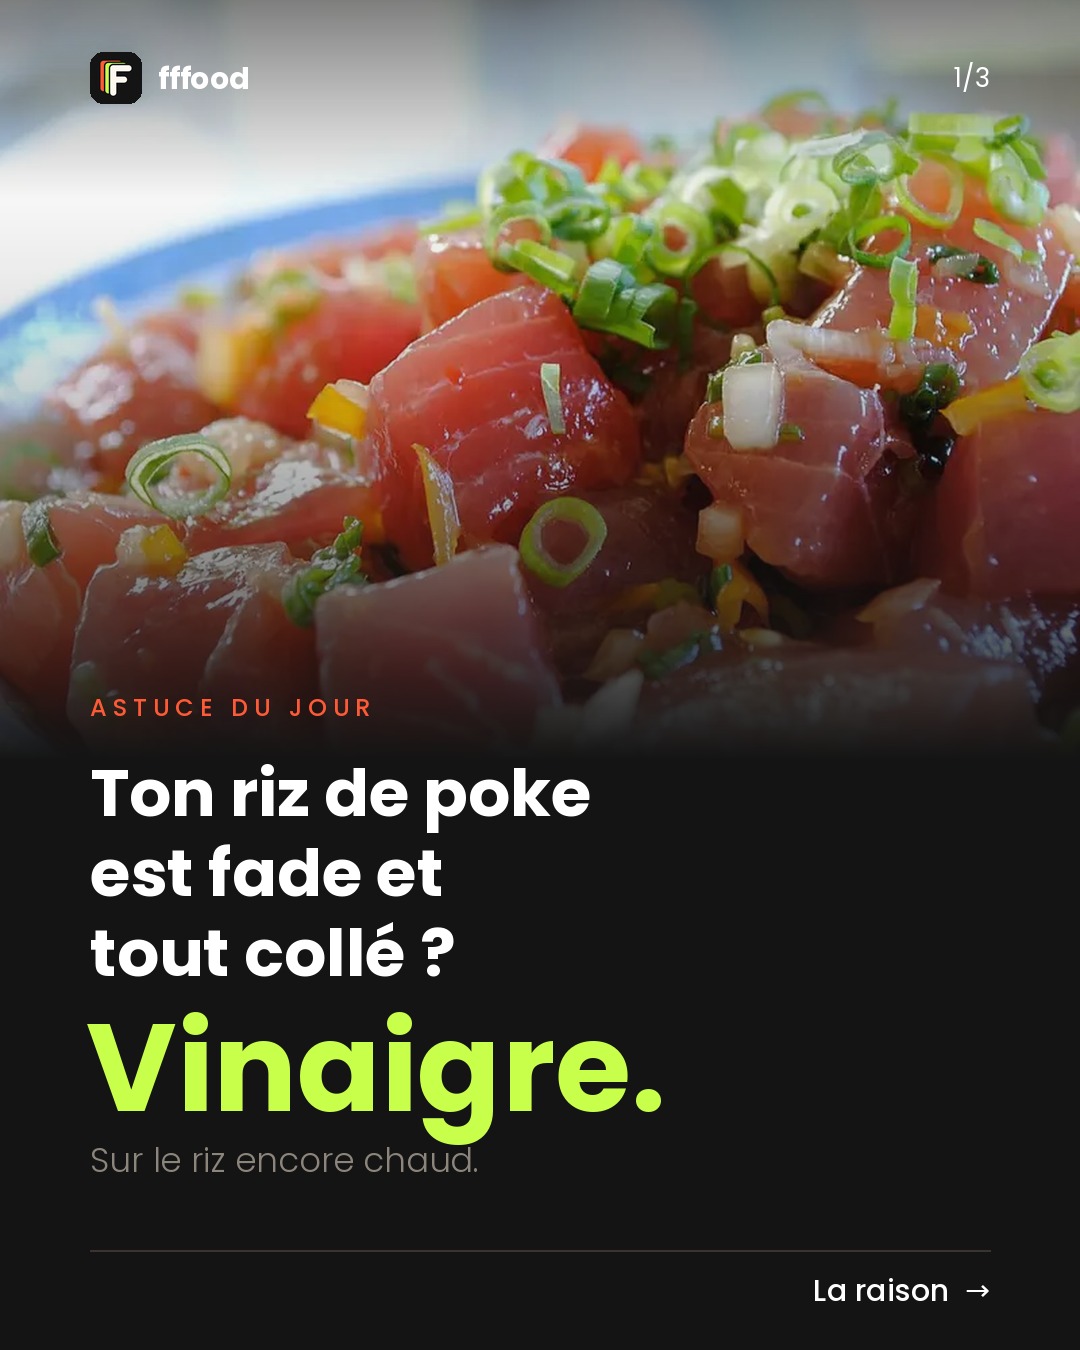 fffood
1/3
ASTUCE DU JOUR
Ton riz de poke
est fade et
tout collé ?
Vinaigre.
Sur le riz encore chaud.
La raison →